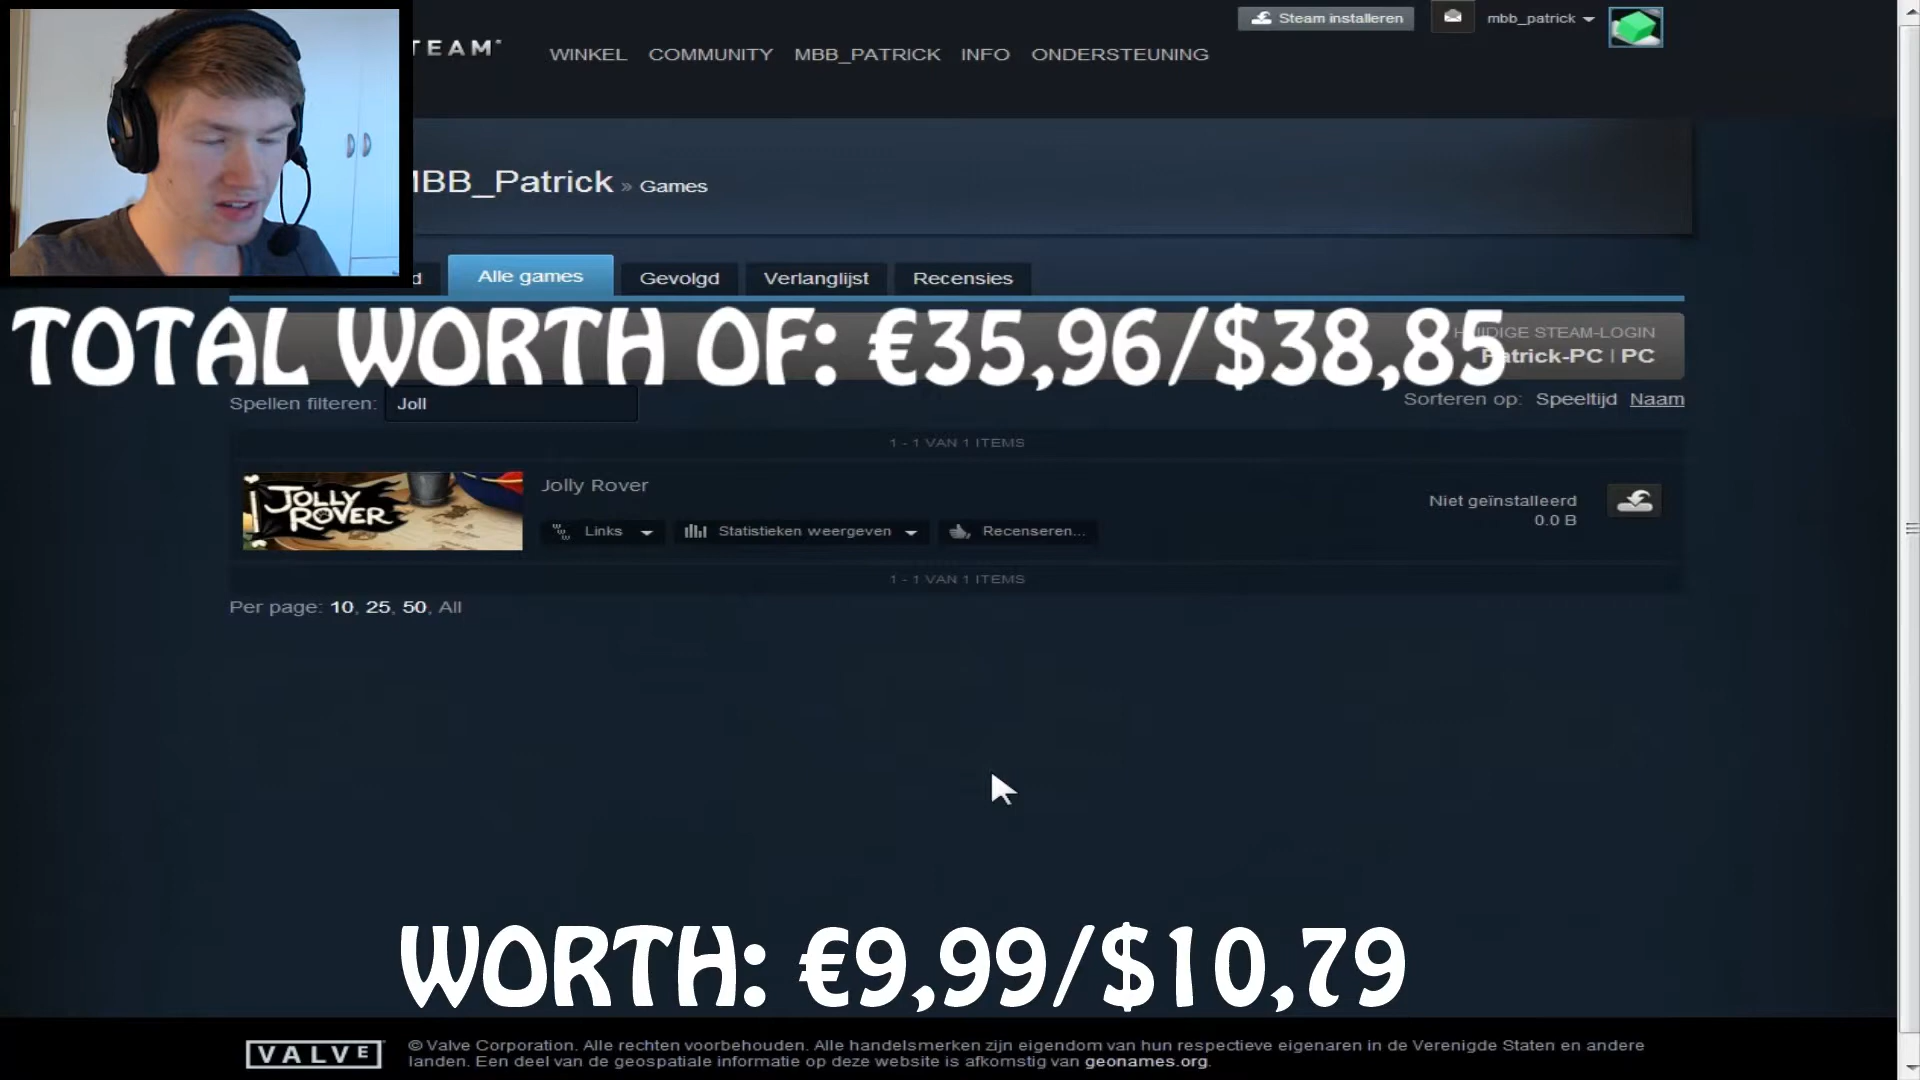 TEAM
Steam installeren
mbb_patrick
WINKEL COMMUNITY MBB_PATRICK INFO ONDERSTEUNING
MBB_Patrick » Games
d Alle games Gevolgd Verlanglijst Recensies
TOTAL WORTH OF: €35,96/$38,85
HUIDIGE STEAM-LOGIN
Patrick-PC | PC
Spellen filteren: Joll
Sorteren op: Speeltijd Naam
1 - 1 VAN 1 ITEMS
JOLLY
ROVER
Jolly Rover
Links Statistieken weergeven Recenseren...
Niet geïnstalleerd
0.0 B
1 - 1 VAN 1 ITEMS
Per page: 10, 25, 50, All
WORTH: €9,99/$10,79
VALVE
© Valve Corporation. Alle rechten voorbehouden. Alle handelsmerken zijn eigendom van hun respectieve eigenaren in de Verenigde Staten en andere
landen. Een deel van de geospatiale informatie op deze website is afkomstig van geonames.org.